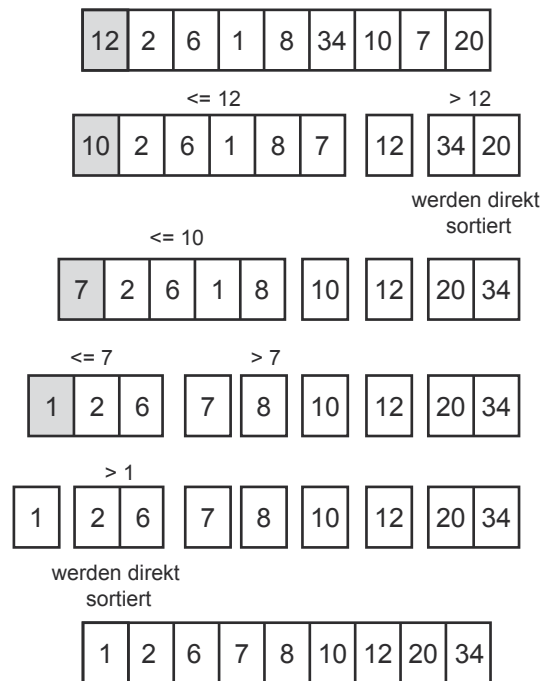 12 2 6 1 8 34 10 7 20
<= 12 > 12
10 2 6 1 8 7 12 34 20
werden direkt
sortiert
<= 10
7 2 6 1 8 10 12 20 34
<= 7 > 7
1 2 6 7 8 10 12 20 34
> 1
1 2 6 7 8 10 12 20 34
werden direkt
sortiert
1 2 6 7 8 10 12 20 34